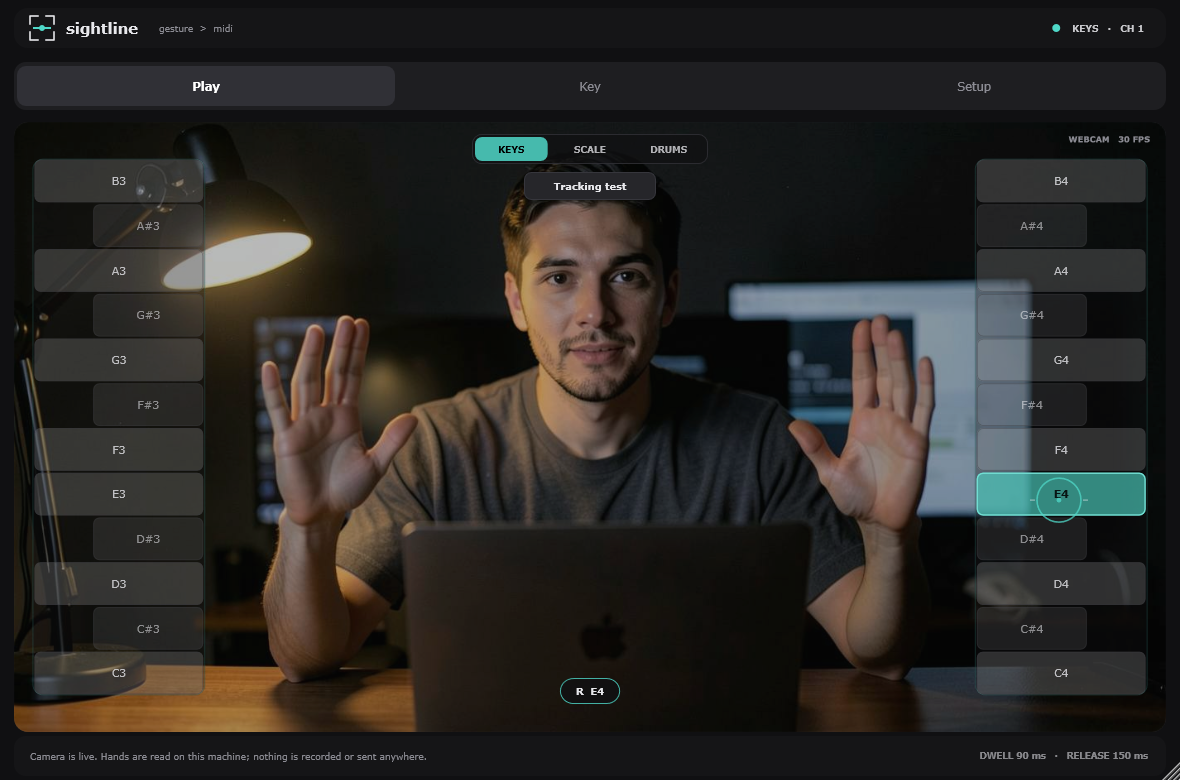 sightline gesture > midi KEYS · CH 1
Play Key Setup
KEYS SCALE DRUMS
WEBCAM 30 FPS
Tracking test
B3
A#3
A3
G#3
G3
F#3
F3
E3
D#3
D3
C#3
C3
B4
A#4
A4
G#4
G4
F#4
F4
E4
D#4
D4
C#4
C4
R E4
Camera is live. Hands are read on this machine; nothing is recorded or sent anywhere.
DWELL 90 ms · RELEASE 150 ms